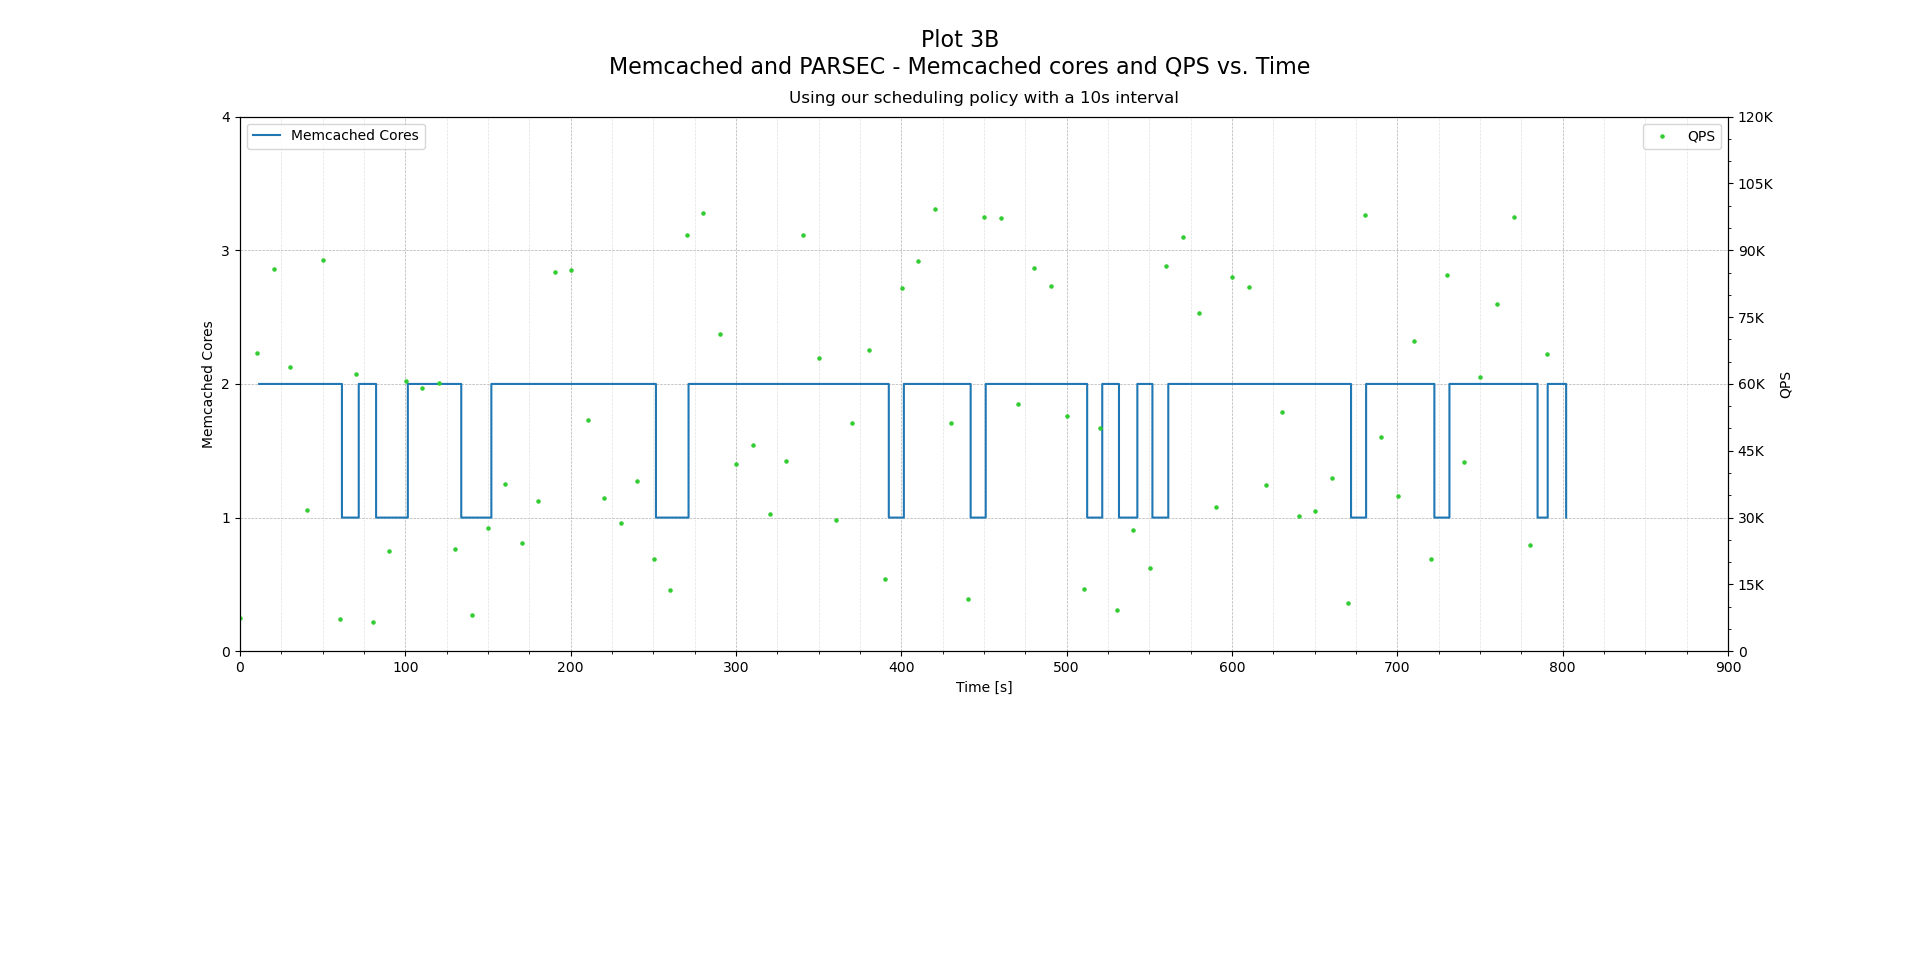 Plot 3B
Memcached and PARSEC - Memcached cores and QPS vs. Time
Using our scheduling policy with a 10s interval
Memcached Cores
QPS
Memcached Cores
4
3
2
1
0
120K
105K
90K
75K
60K
45K
30K
15K
0
QPS
0 100 200 300 400 500 600 700 800 900
Time [s]